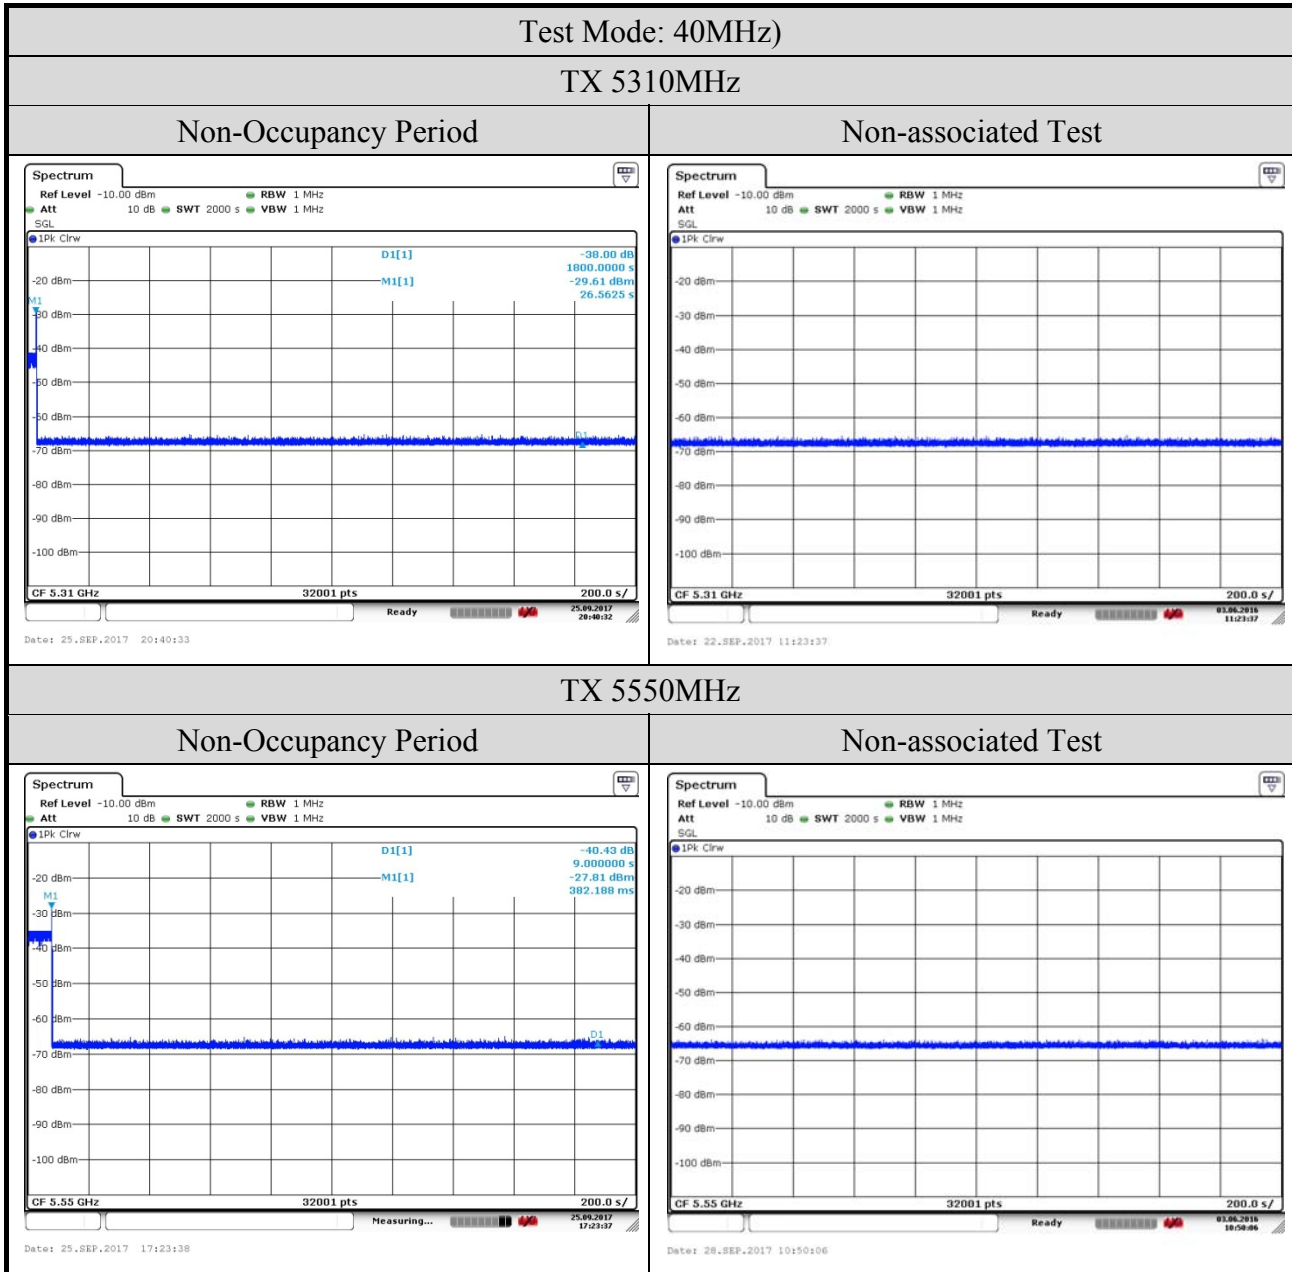 Test Mode: 40MHz)
TX 5310MHz
Non-Occupancy Period
Non-associated Test
Spectrum
Ref Level -10.00 dBm RBW 1 MHz
Att 10 dB SWT 2000 s VBW 1 MHz
SGL
1Pk Clrw
D1[1] -38.00 dB
1800.0000 s
M1[1] -29.61 dBm
26.5625 s
-20 dBm
M1
-30 dBm
-40 dBm
-50 dBm
-60 dBm
D1
-70 dBm
-80 dBm
-90 dBm
-100 dBm
CF 5.31 GHz 32001 pts 200.0 s/
Ready 25.09.2017
20:40:32
Date: 25.SEP.2017 20:40:33
Spectrum
Ref Level -10.00 dBm RBW 1 MHz
Att 10 dB SWT 2000 s VBW 1 MHz
SGL
1Pk Clrw
-20 dBm
-30 dBm
-40 dBm
-50 dBm
-60 dBm
-70 dBm
-80 dBm
-90 dBm
-100 dBm
CF 5.31 GHz 32001 pts 200.0 s/
Ready 03.06.2016
11:23:37
Date: 22.SEP.2017 11:23:37
TX 5550MHz
Non-Occupancy Period
Non-associated Test
Spectrum
Ref Level -10.00 dBm RBW 1 MHz
Att 10 dB SWT 2000 s VBW 1 MHz
1Pk Clrw
D1[1] -40.43 dB
9.000000 s
M1[1] -27.81 dBm
382.188 ms
-20 dBm
M1
-30 dBm
-40 dBm
-50 dBm
-60 dBm
D1
-70 dBm
-80 dBm
-90 dBm
-100 dBm
CF 5.55 GHz 32001 pts 200.0 s/
Measuring... 25.09.2017
17:23:37
Date: 25.SEP.2017 17:23:38
Spectrum
Ref Level -10.00 dBm RBW 1 MHz
Att 10 dB SWT 2000 s VBW 1 MHz
SGL
1Pk Clrw
-20 dBm
-30 dBm
-40 dBm
-50 dBm
-60 dBm
-70 dBm
-80 dBm
-90 dBm
-100 dBm
CF 5.55 GHz 32001 pts 200.0 s/
Ready 03.06.2016
10:50:06
Date: 28.SEP.2017 10:50:06